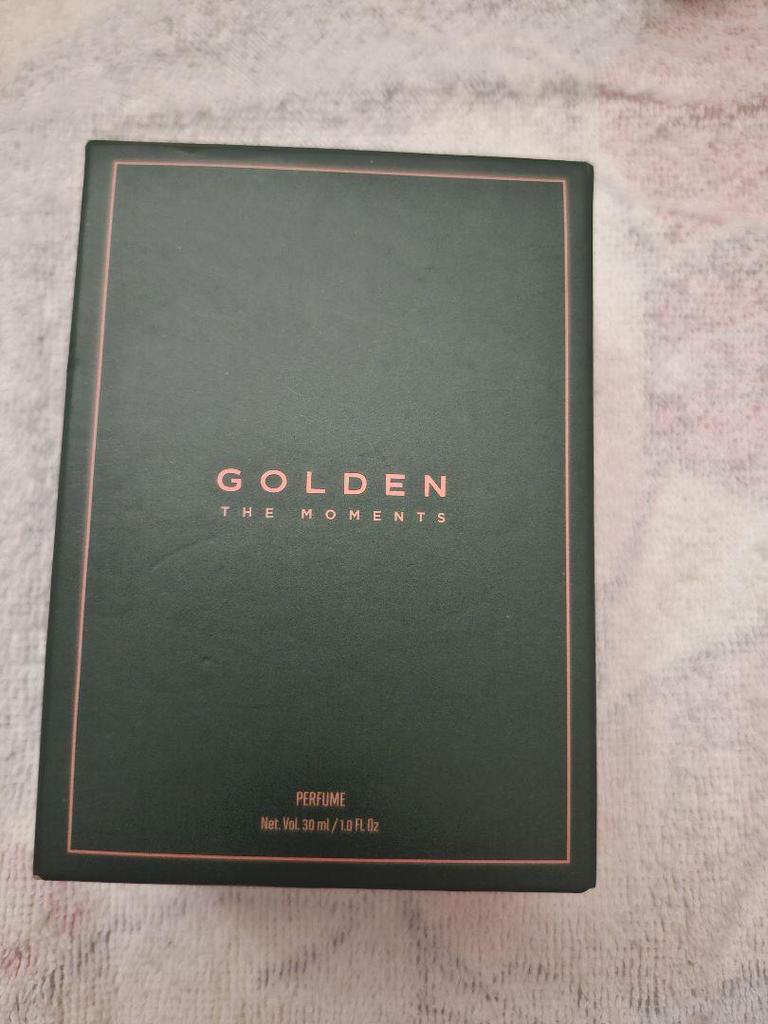 GOLDEN
THE MOMENTS
PERFUME
Net. Vol. 30 ml / 1.0 Fl. Oz